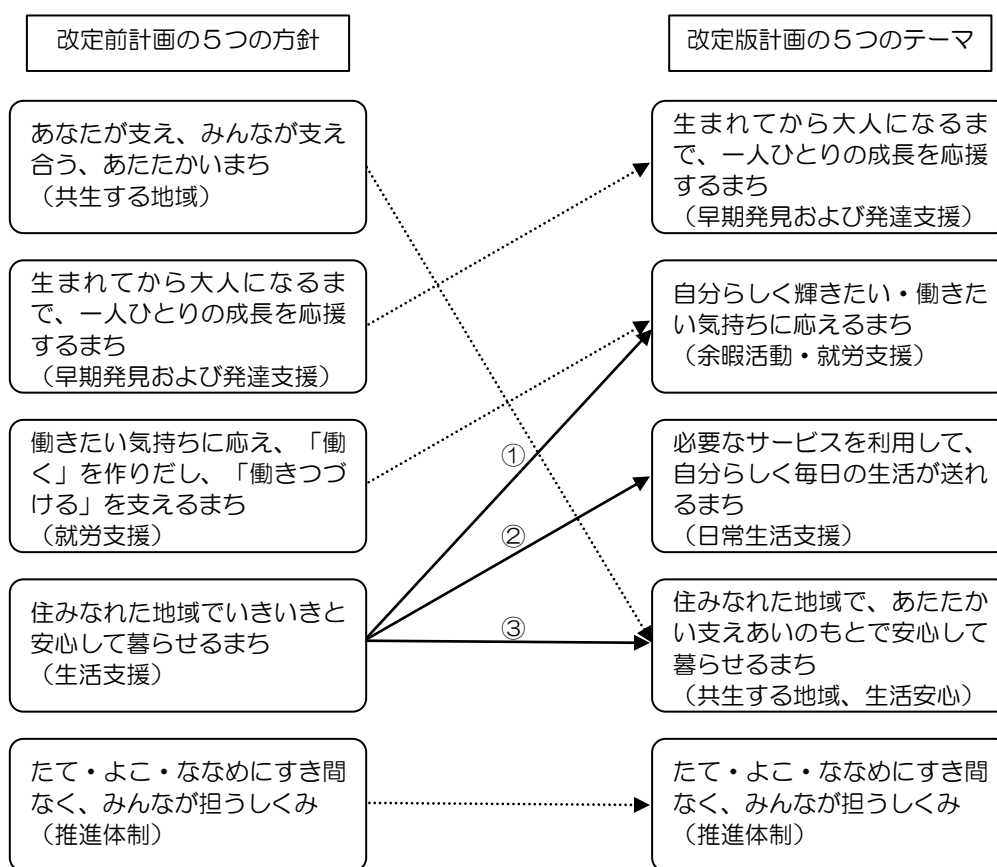 改定前計画の5つの方針
あなたが支え、みんなが支え
合う、あたたかいまち
（共生する地域）
生まれてから大人になるま
で、一人ひとりの成長を応援
するまち
（早期発見および発達支援）
働きたい気持ちに応え、「働
く」を作りだし、「働きつづ
ける」を支えるまち
（就労支援）
住みなれた地域でいきいきと
安心して暮らせるまち
（生活支援）
たて・よこ・ななめにすき間
なく、みんなが担うしくみ
（推進体制）
①
②
③
改定版計画の5つのテーマ
生まれてから大人になるま
で、一人ひとりの成長を応援
するまち
（早期発見および発達支援）
自分らしく輝きたい・働きた
い気持ちに応えるまち
（余暇活動・就労支援）
必要なサービスを利用して、
自分らしく毎日の生活が送れ
るまち
（日常生活支援）
住みなれた地域で、あたたか
い支えあいのもとで安心して
暮らせるまち
（共生する地域、生活安心）
たて・よこ・ななめにすき間
なく、みんなが担うしくみ
（推進体制）